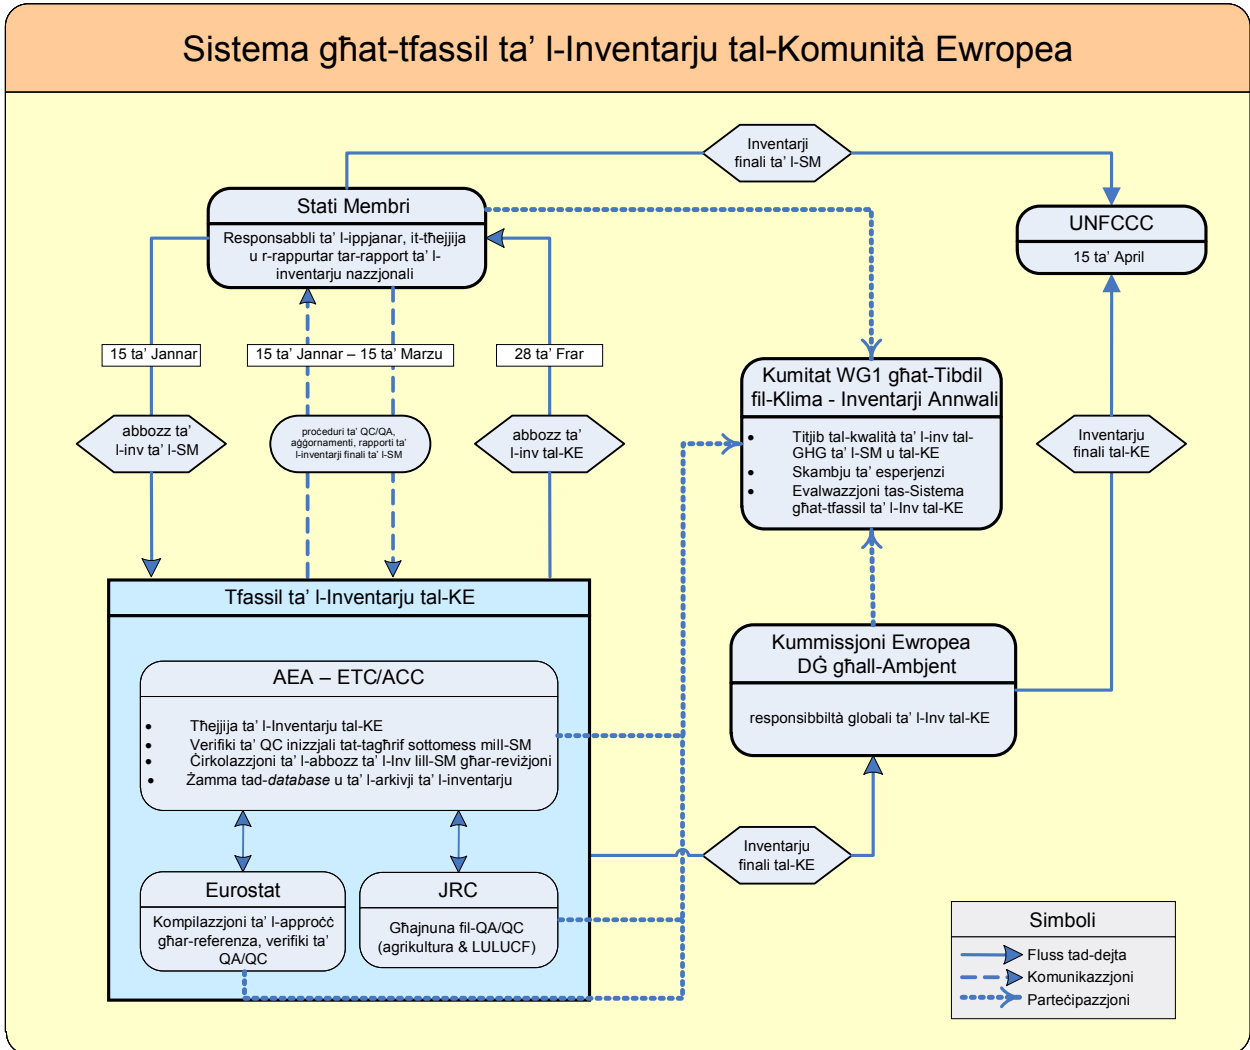 Sistema għat-tfassil ta’ l-Inventarju tal-Komunità Ewropea
Inventarji
finali ta’ l-SM
Stati Membri
Responsabbli ta’ l-ippjanar, it-tħejjija
u r-rappurtar tar-rapport ta’ l-
inventarju nazzjonali
UNFCCC
15 ta’ April
15 ta’ Jannar
15 ta’ Jannar – 15 ta’ Marzu
28 ta’ Frar
abbozz ta’
l-inv ta’ l-SM
proċeduri ta’ QC/QA,
aġġornamenti, rapporti ta’
l-inventarji finali ta’ l-SM
abbozz ta’
l-inv tal-KE
Kumitat WG1 għat-Tibdil
fil-Klima - Inventarji Annwali
• Titjib tal-kwalità ta’ l-inv tal-
GHG ta’ l-SM u tal-KE
• Skambju ta’ esperjenzi
• Evalwazzjoni tas-Sistema
għat-tfassil ta’ l-Inv tal-KE
Inventarju
finali tal-KE
Tfassil ta’ l-Inventarju tal-KE
AEA – ETC/ACC
• Tħejjija ta’ l-Inventarju tal-KE
• Verifiki ta’ QC inizzjali tat-tagħrif sottomess mill-SM
• Ċirkolazzjoni ta’ l-abbozz ta’ l-Inv lill-SM għar-reviżjoni
• Żamma tad-database u ta’ l-arkivji ta’ l-inventarju
Kummissjoni Ewropea
DĠ għall-Ambjent
responsibbiltà globali ta’ l-Inv tal-KE
Inventarju
finali tal-KE
Eurostat
Kompilazzjoni ta’ l-approċċ
għar-referenza, verifiki ta’
QA/QC
JRC
Għajnuna fil-QA/QC
(agrikultura & LULUCF)
Simboli
Fluss tad-dejta
Komunikazzjoni
Parteċipazzjoni